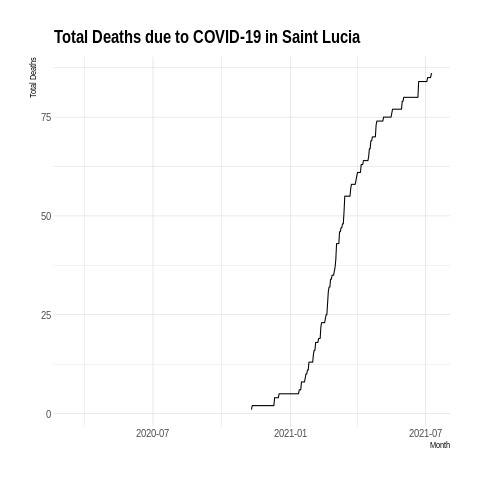 Total Deaths due to COVID-19 in Saint Lucia
Total Deaths
75
50
25
0
2020-07
2021-01
2021-07
Month